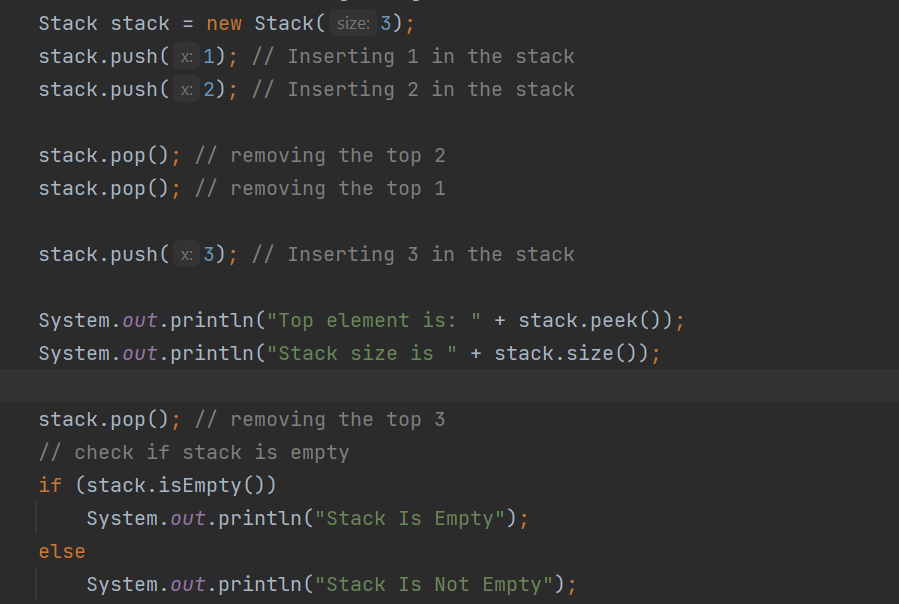 Stack stack = new Stack( size: 3);
stack.push( x: 1); // Inserting 1 in the stack
stack.push( x: 2); // Inserting 2 in the stack
stack.pop(); // removing the top 2
stack.pop(); // removing the top 1
stack.push( x: 3); // Inserting 3 in the stack
System.out.println("Top element is: " + stack.peek());
System.out.println("Stack size is " + stack.size());
stack.pop(); // removing the top 3
// check if stack is empty
if (stack.isEmpty())
System.out.println("Stack Is Empty");
else
System.out.println("Stack Is Not Empty");